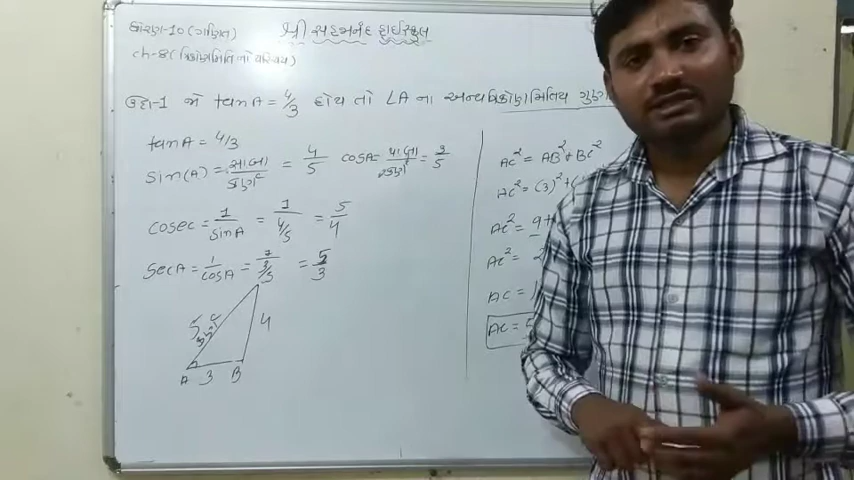 ધોરણ-10 (ગણિત)
શ્રી સહજાનંદ હાઈસ્કૂલ
ch-8 (ત્રિકોણમિતિનો પરિચય)
ઉદા-1 જો tanA = 4/3 હોય તો ∠A ના અન્ય ત્રિકોણમિતિય ગુણ
tanA = 4/3
sin(A) = સા.બા/કર્ણ = 4/5 cosA = પા.બા/કર્ણ = 3/5
cosec = 1/sinA = 1/4/5 = 5/4
secA = 1/cosA = 1/3/5 = 5/3
5 C
કર્ણ
4
A 3 B
AC² = AB² + BC²
AC² = (3)² + (
AC² = 9+
AC² = 2
AC =
AC =